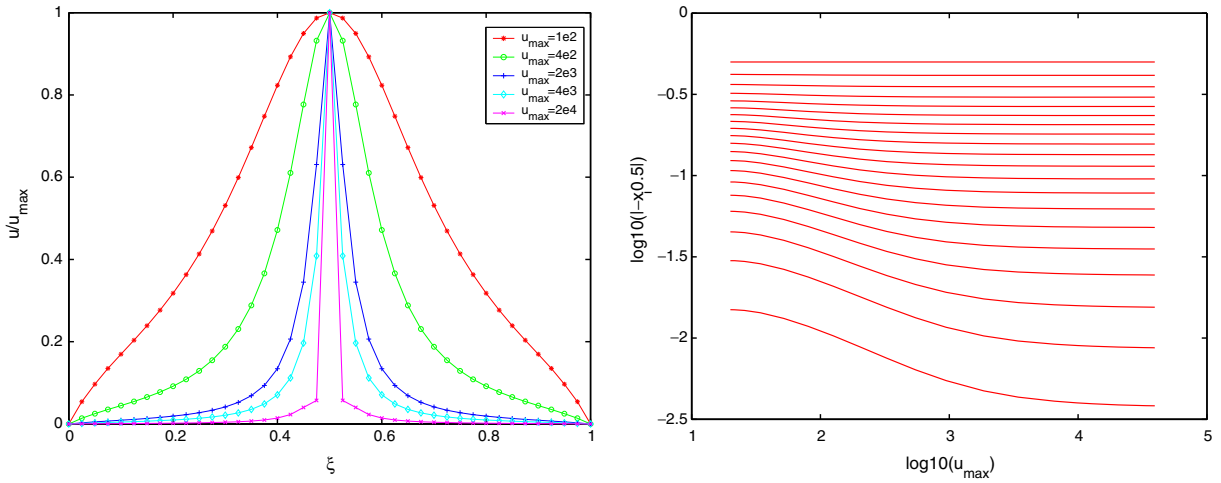 1
0.8
0.6
0.4
0.2
0
0
0.2
0.4
0.6
0.8
1
u/u_max
ξ
u_max=1e2
u_max=4e2
u_max=2e3
u_max=4e3
u_max=2e4
0
−0.5
−1
−1.5
−2
−2.5
1
2
3
4
5
log10(|−x_i0.5|)
log10(u_max)